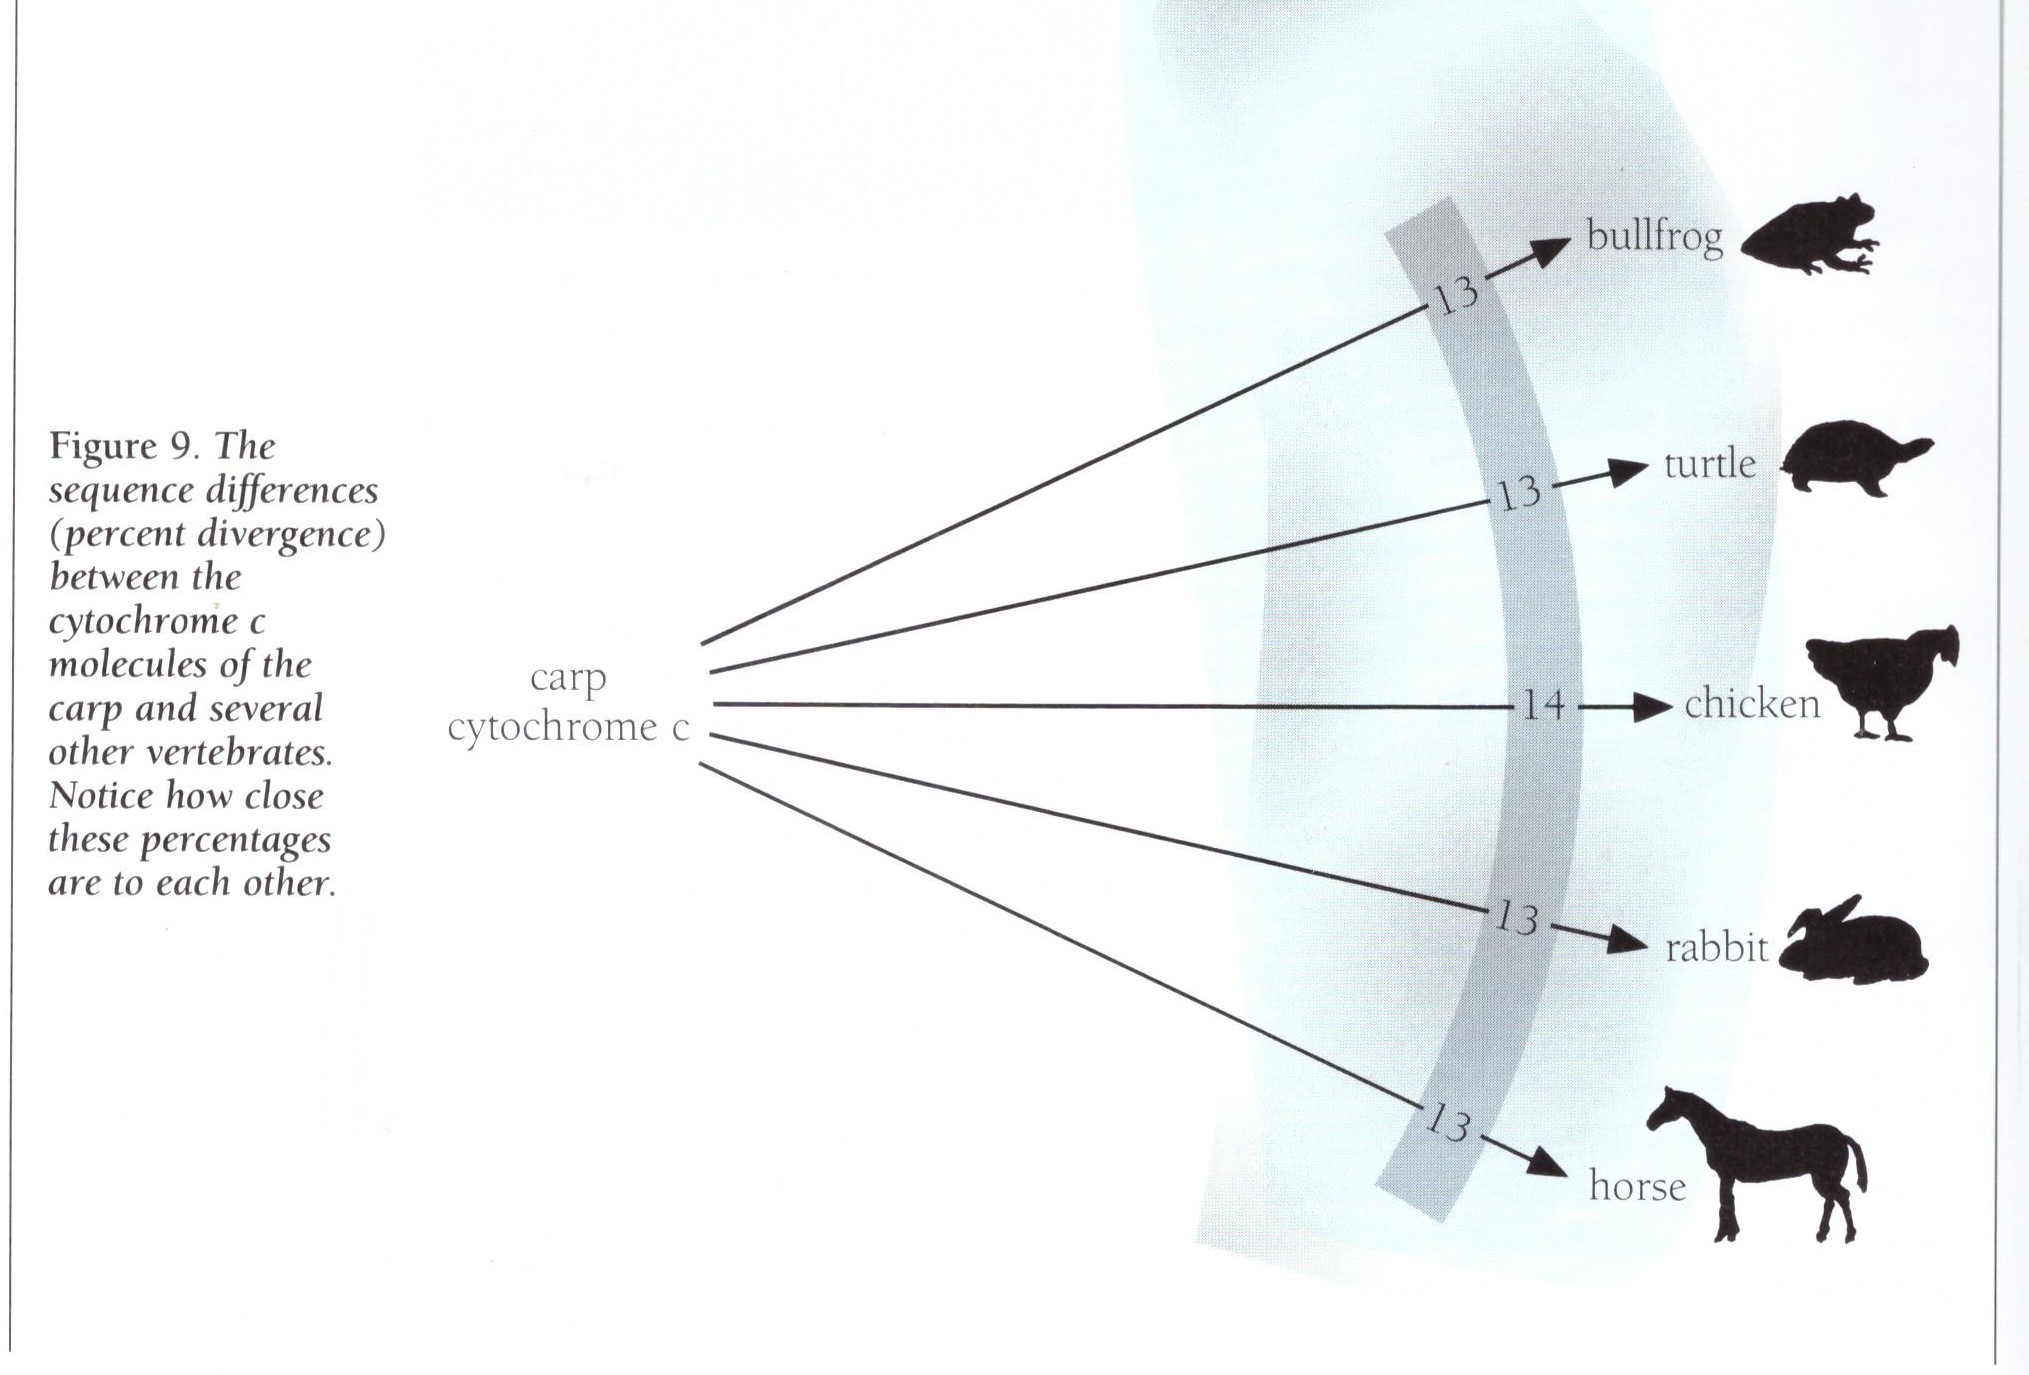 Figure 9. The
sequence differences
(percent divergence)
between the
cytochrome c
molecules of the
carp and several
other vertebrates.
Notice how close
these percentages
are to each other.
carp
cytochrome c
13
bullfrog
13
turtle
14
chicken
13
rabbit
13
horse